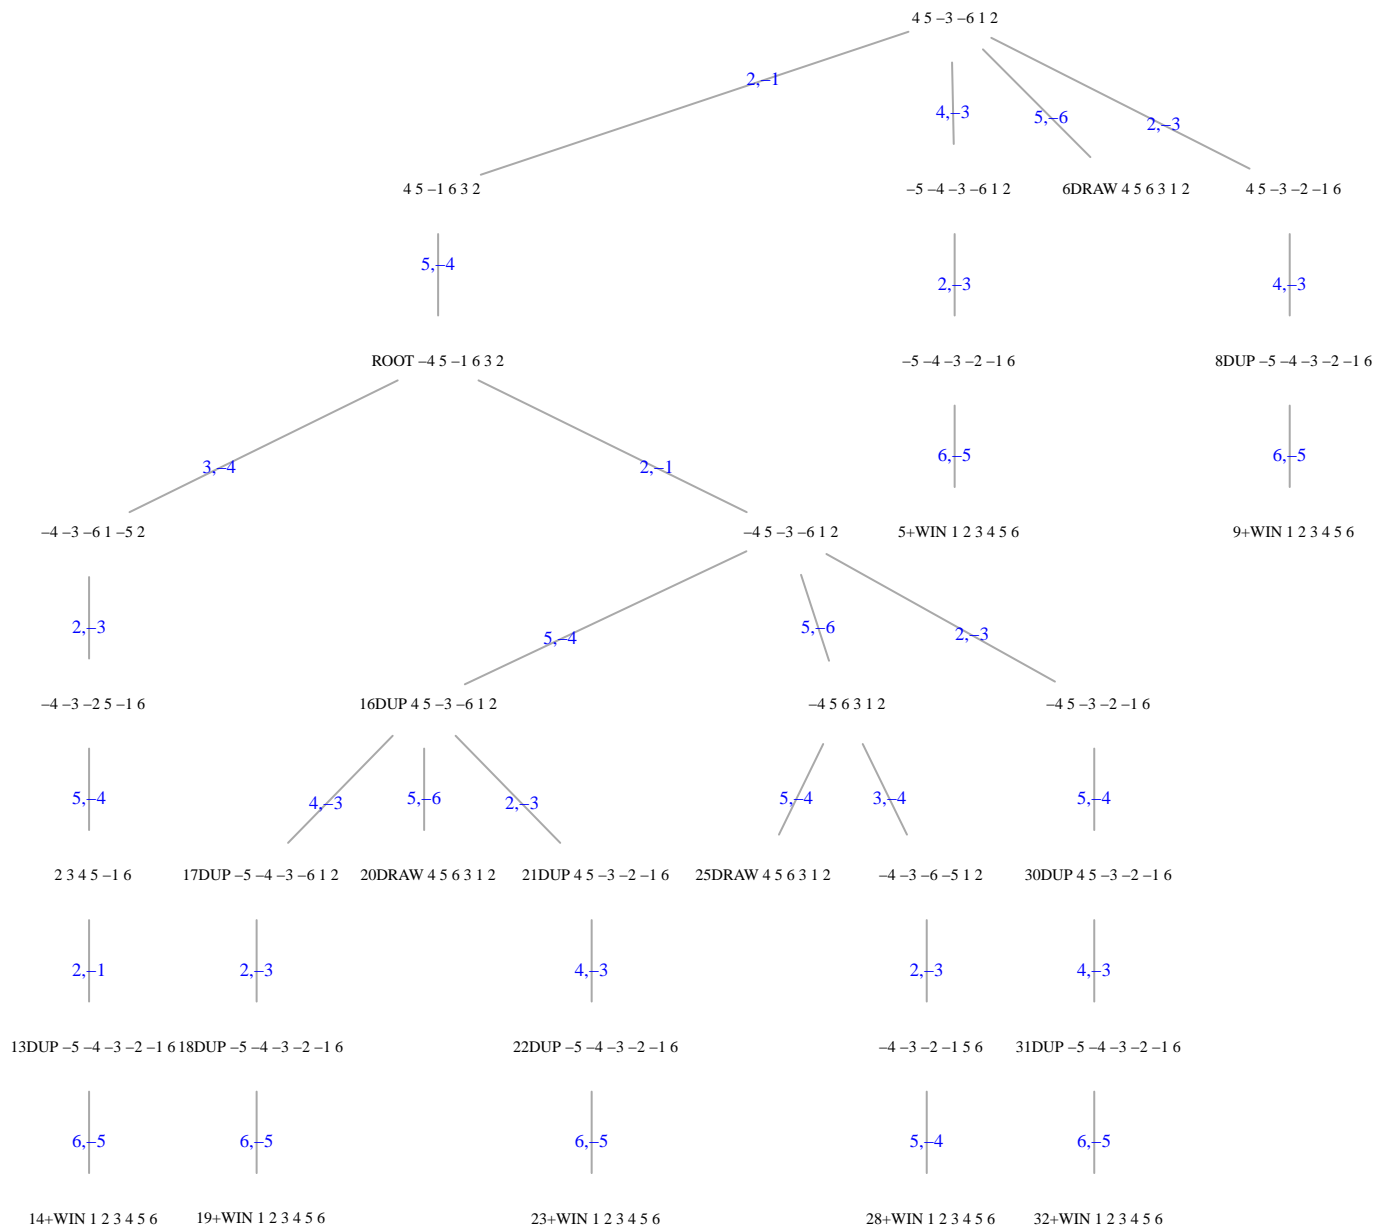 4 5 −3 −6 1 2
2,−1
4,−3
5,−6
2,−3
4 5 −1 6 3 2
−5 −4 −3 −6 1 2
6DRAW 4 5 6 3 1 2
4 5 −3 −2 −1 6
5,−4
2,−3
4,−3
ROOT −4 5 −1 6 3 2
−5 −4 −3 −2 −1 6
8DUP −5 −4 −3 −2 −1 6
3,−4
2,−1
6,−5
6,−5
−4 −3 −6 1 −5 2
−4 5 −3 −6 1 2
5+WIN 1 2 3 4 5 6
9+WIN 1 2 3 4 5 6
2,−3
5,−4
5,−6
2,−3
−4 −3 −2 5 −1 6
16DUP 4 5 −3 −6 1 2
−4 5 6 3 1 2
−4 5 −3 −2 −1 6
5,−4
4,−3
5,−6
2,−3
5,−4
3,−4
5,−4
2 3 4 5 −1 6
17DUP −5 −4 −3 −6 1 2
20DRAW 4 5 6 3 1 2
21DUP 4 5 −3 −2 −1 6
25DRAW 4 5 6 3 1 2
−4 −3 −6 −5 1 2
30DUP 4 5 −3 −2 −1 6
2,−1
2,−3
4,−3
2,−3
4,−3
13DUP −5 −4 −3 −2 −1 6
18DUP −5 −4 −3 −2 −1 6
22DUP −5 −4 −3 −2 −1 6
−4 −3 −2 −1 5 6
31DUP −5 −4 −3 −2 −1 6
6,−5
6,−5
6,−5
5,−4
6,−5
14+WIN 1 2 3 4 5 6
19+WIN 1 2 3 4 5 6
23+WIN 1 2 3 4 5 6
28+WIN 1 2 3 4 5 6
32+WIN 1 2 3 4 5 6